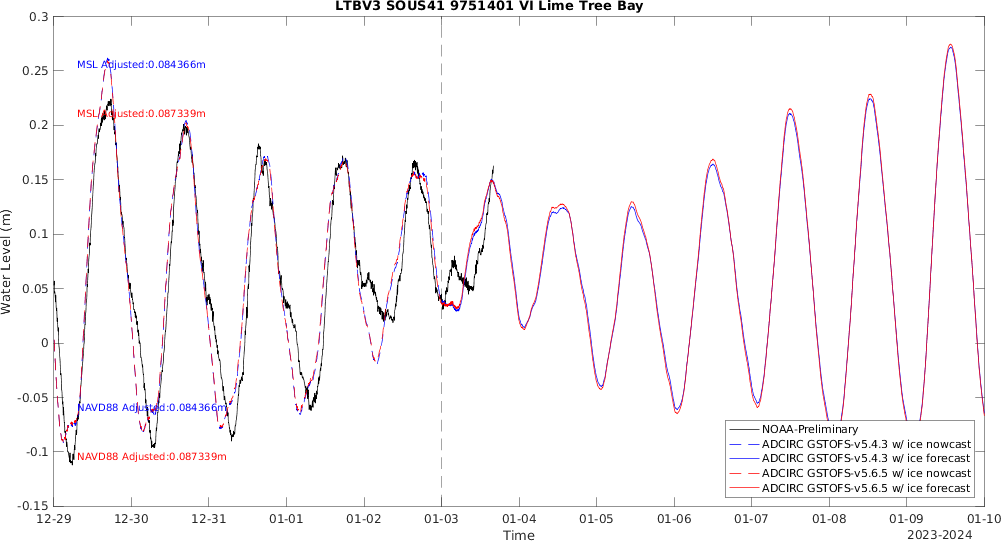 LTBV3 SOUS41 9751401 VI Lime Tree Bay
Water Level (m)
0.3
0.25
0.2
0.15
0.1
0.05
0
-0.05
-0.1
-0.15
MSL Adjusted:0.084366m
MSL Adjusted:0.087339m
NAVD88 Adjusted:0.084366m
NAVD88 Adjusted:0.087339m
NOAA-Preliminary
ADCIRC GSTOFS-v5.4.3 w/ ice nowcast
ADCIRC GSTOFS-v5.4.3 w/ ice forecast
ADCIRC GSTOFS-v5.6.5 w/ ice nowcast
ADCIRC GSTOFS-v5.6.5 w/ ice forecast
12-29 12-30 12-31 01-01 01-02 01-03 01-04 01-05 01-06 01-07 01-08 01-09 01-10
Time
2023-2024